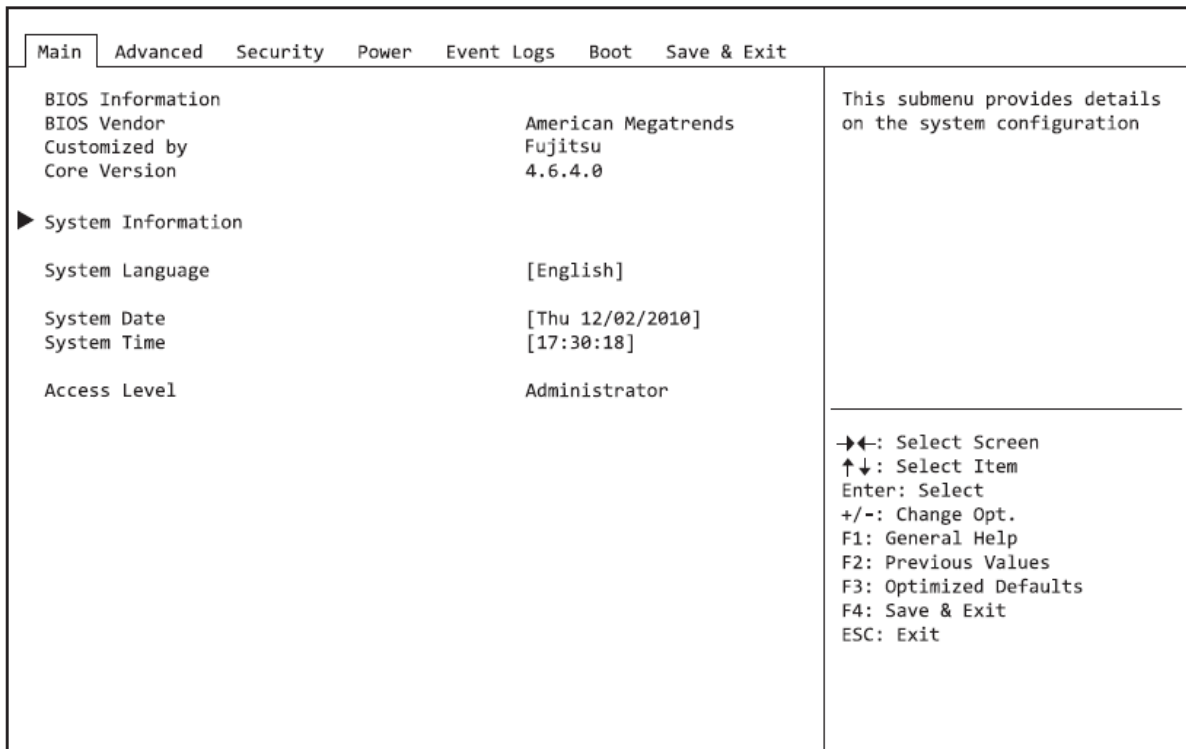 Main Advanced Security Power Event Logs Boot Save & Exit
BIOS Information
BIOS Vendor American Megatrends
Customized by Fujitsu
Core Version 4.6.4.0
▶ System Information
System Language [English]
System Date [Thu 12/02/2010]
System Time [17:30:18]
Access Level Administrator
This submenu provides details
on the system configuration
→←: Select Screen
↑↓: Select Item
Enter: Select
+/-: Change Opt.
F1: General Help
F2: Previous Values
F3: Optimized Defaults
F4: Save & Exit
ESC: Exit